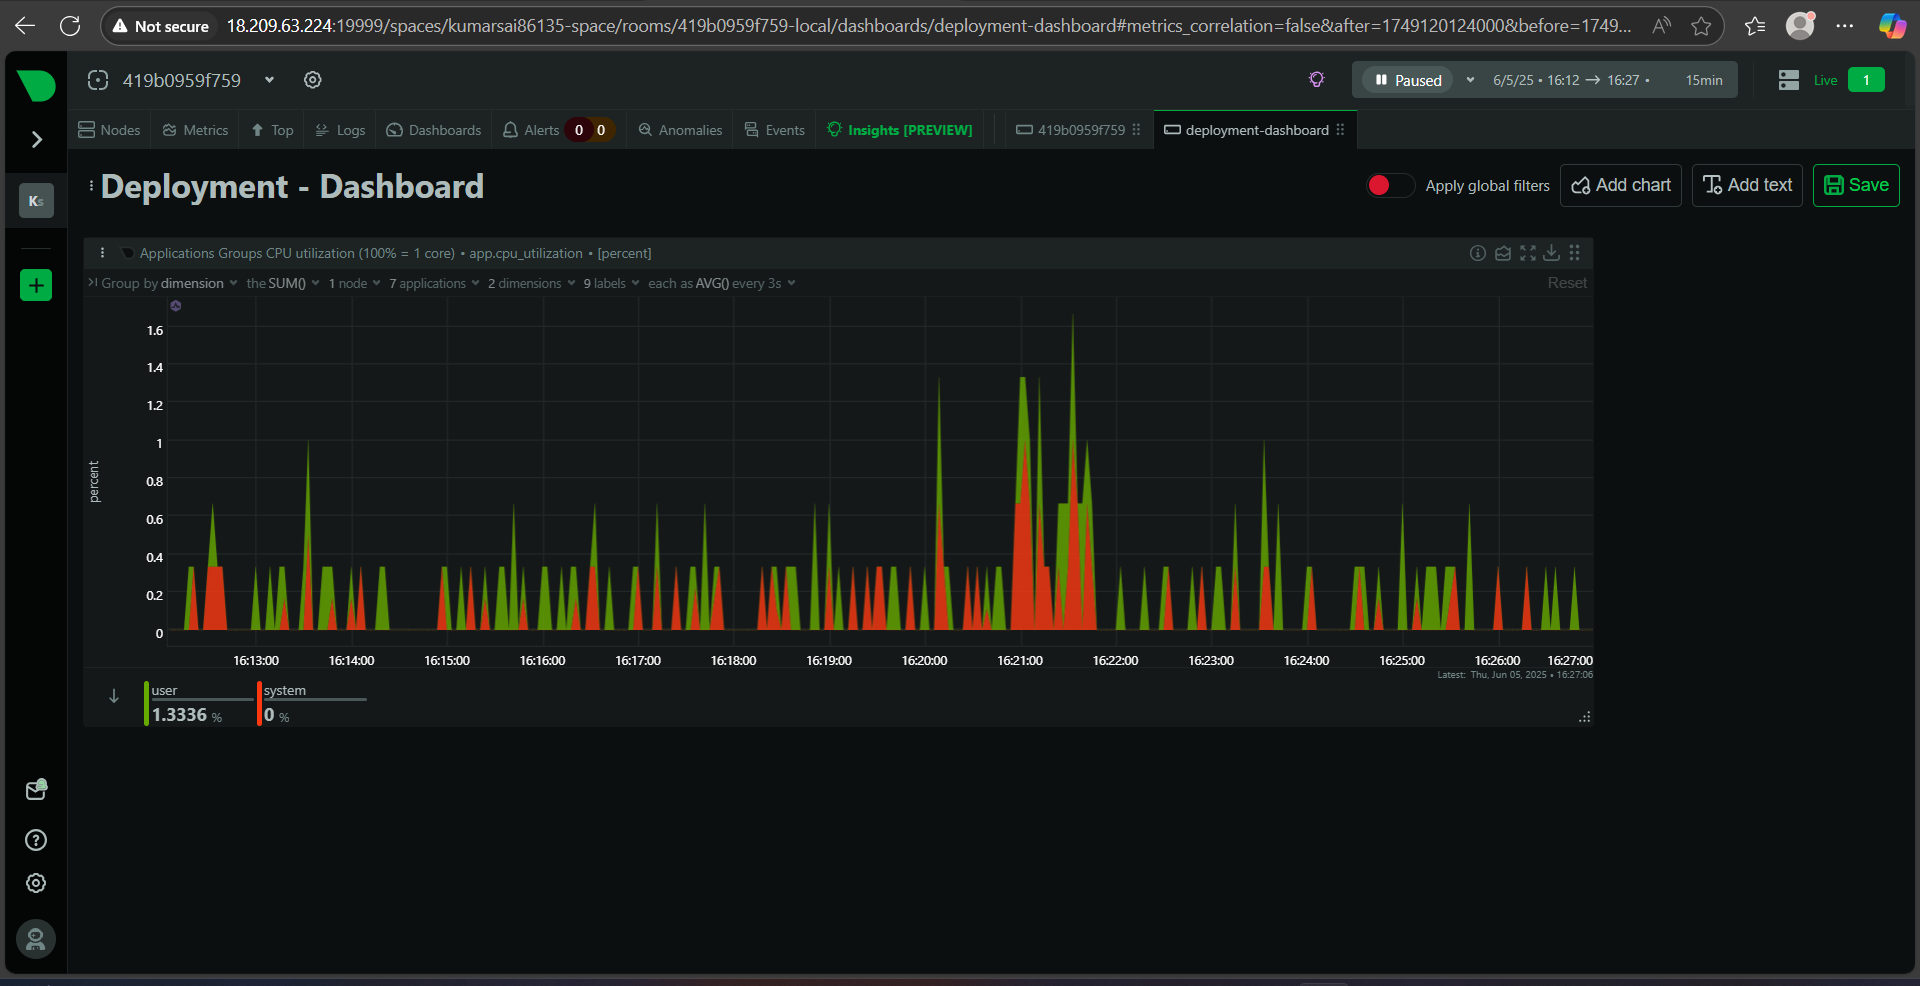 Not secure 18.209.63.224:19999/spaces/kumarsai86135-space/rooms/419b0959f759-local/dashboards/deployment-dashboard#metrics_correlation=false&after=1749120124000&before=1749...
419b0959f759 Paused 6/5/25 • 16:12 → 16:27 • 15min Live 1
Nodes Metrics Top Logs Dashboards Alerts 0 0 Anomalies Events Insights [PREVIEW] 419b0959f759 deployment-dashboard
Deployment - Dashboard Apply global filters Add chart Add text Save
Ks
Applications Groups CPU utilization (100% = 1 core) • app.cpu_utilization • [percent]
Group by dimension the SUM() 1 node 7 applications 2 dimensions 9 labels each as AVG() every 3s Reset
percent
1.6
1.4
1.2
1
0.8
0.6
0.4
0.2
0
16:13:00 16:14:00 16:15:00 16:16:00 16:17:00 16:18:00 16:19:00 16:20:00 16:21:00 16:22:00 16:23:00 16:24:00 16:25:00 16:26:00 16:27:00
Latest: Thu, Jun 05, 2025 • 16:27:06
user system
1.3336 % 0 %